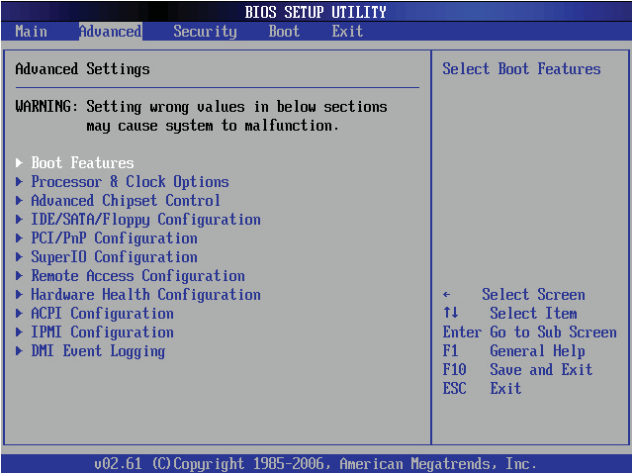 BIOS SETUP UTILITY
Main Advanced Security Boot Exit
Advanced Settings
WARNING: Setting wrong values in below sections
may cause system to malfunction.
Boot Features
Processor & Clock Options
Advanced Chipset Control
IDE/SATA/Floppy Configuration
PCI/PnP Configuration
SuperIO Configuration
Remote Access Configuration
Hardware Health Configuration
ACPI Configuration
IPMI Configuration
DMI Event Logging
Select Boot Features
← Select Screen
↑↓ Select Item
Enter Go to Sub Screen
F1 General Help
F10 Save and Exit
ESC Exit
v02.61 (C)Copyright 1985-2006, American Megatrends, Inc.